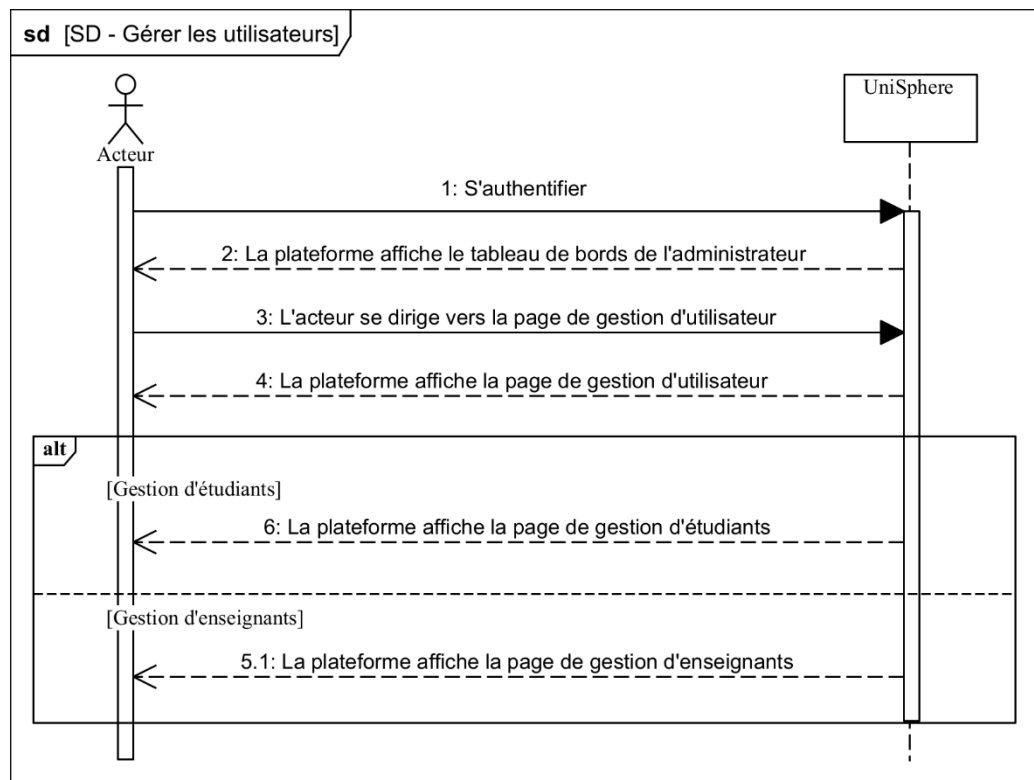 sd [SD - Gérer les utilisateurs]
UniSphere
Acteur
1: S'authentifier
2: La plateforme affiche le tableau de bords de l'administrateur
3: L'acteur se dirige vers la page de gestion d'utilisateur
4: La plateforme affiche la page de gestion d'utilisateur
alt
[Gestion d'étudiants]
6: La plateforme affiche la page de gestion d'étudiants
[Gestion d'enseignants]
5.1: La plateforme affiche la page de gestion d'enseignants